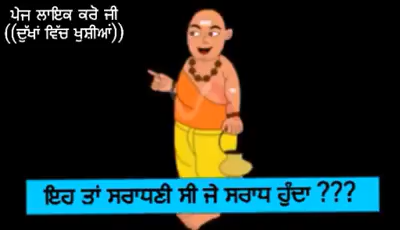 ਪੇਜ ਲਾਇਕ ਕਰੋ ਜੀ
((ਦੁੱਖਾਂ ਵਿੱਚ ਖੁਸ਼ੀਆਂ))
ਇਹ ਤਾਂ ਸਰਾਧਣੀ ਸੀ ਜੇ ਸਰਾਧ ਹੁੰਦਾ ???